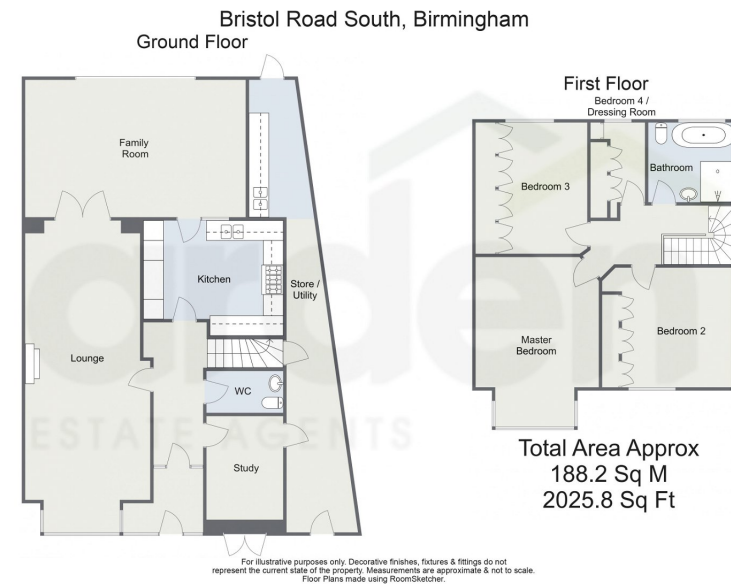 Bristol Road South, Birmingham
Ground Floor
Family
Room
Kitchen
Store /
Utility
Lounge
WC
Study
First Floor
Bedroom 4 /
Dressing Room
Bathroom
Bedroom 3
Master
Bedroom
Bedroom 2
arden
ESTATE AGENTS
Total Area Approx
188.2 Sq M
2025.8 Sq Ft
For illustrative purposes only. Decorative finishes, fixtures & fittings do not
represent the current state of the property. Measurements are approximate & not to scale.
Floor Plans made using RoomSketcher.